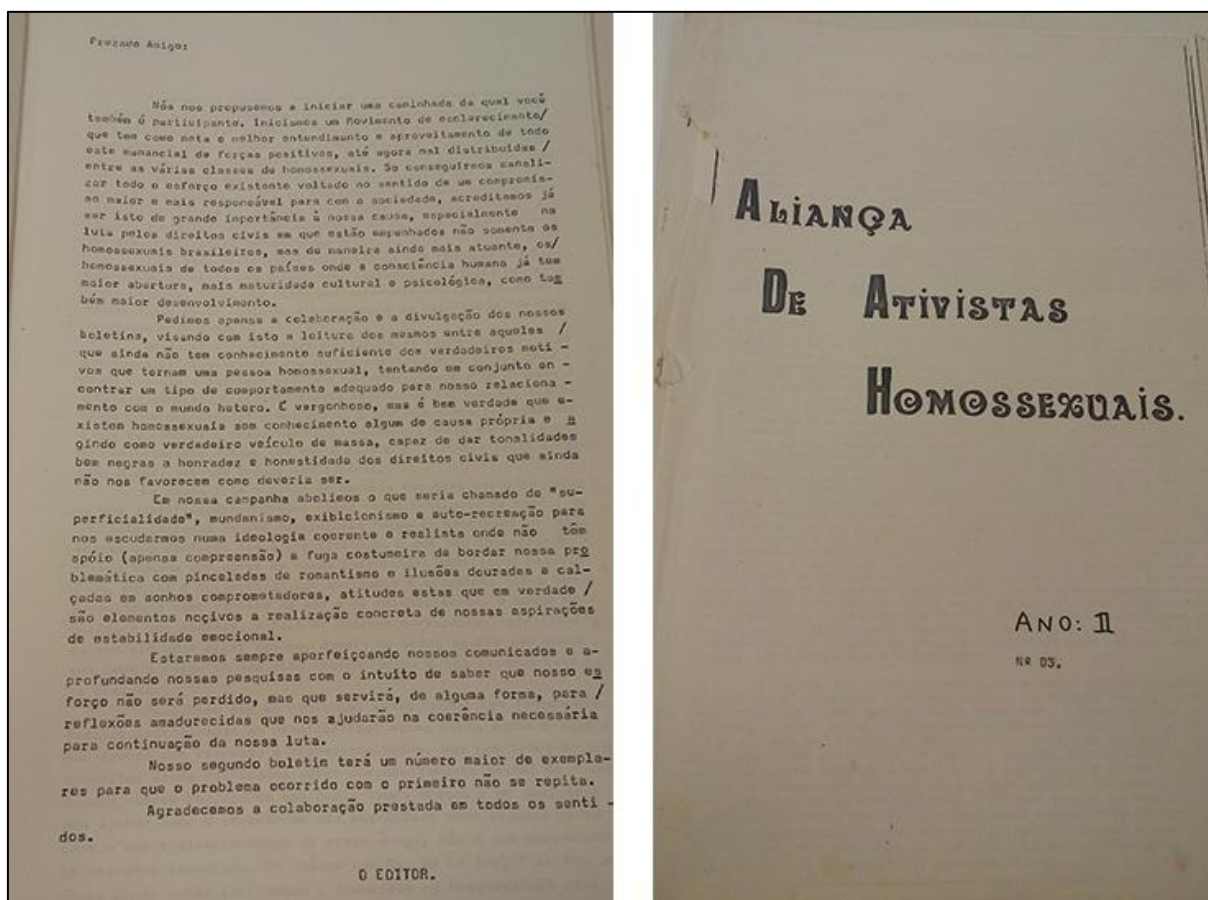 Prezado Amigo:
Nós nos propusemos a iniciar uma caminhada da qual você
também é participante. Iniciamos um Movimento de esclarecimento/
que tem como meta o melhor entendimento e aproveitamento de todo
este manancial de forças positivas, até agora mal distribuidas /
entre as várias classes de homossexuais. Se conseguirmos canali-
zar todo o esforço existente voltado no sentido de um compromis-
so maior e mais responsável para com a sociedade, acreditamos já
ser isto de grande importância à nossa causa, especialmente na
luta pelos direitos civis em que estão empenhados não somente os
homossexuais brasileiros, mas de maneira ainda mais atuante, os/
homossexuais de todos os países onde a consciência humana já tem
maior abertura, mais maturidade cultural e psicológica, como tam
bém maior desenvolvimento.
Pedimos apenas a colaboração e a divulgação dos nossos
boletins, visando com isto a leitura dos mesmos entre aqueles /
que ainda não tem conhecimento suficiente dos verdadeiros moti -
vos que tornam uma pessoa homossexual, tentando em conjunto en -
contrar um tipo de comportamento adequado para nosso relaciona -
mento com o mundo hetero. É vergonhoso, mas é bem verdade que e-
xistem homossexuais sem conhecimento algum de causa própria e a
gindo como verdadeiro veículo de massa, capaz de dar tonalidades
bem negras a honradez e honestidade dos direitos civis que ainda
não nos favorecem como deveria ser.
Em nossa campanha abolimos o que seria chamado de "su-
perficialidade", mundanismo, exibicionismo e auto-recreação para
nos escudarmos numa ideologia coerente e realista onde não têm
apôio (apenas compreensão) a fuga costumeira de bordar nossa pro
blemática com pinceladas de romantismo e ilusões douradas e cal-
çadas em sonhos comprometedores, atitudes estas que em verdade /
são elementos noçivos a realização concreta de nossas aspirações
de estabilidade emocional.
Estaremos sempre aperfeiçoando nossos comunicados e a-
profundando nossas pesquisas com o intuito de saber que nosso es
forço não será perdido, mas que servirá, de alguma forma, para /
reflexões amadurecidas que nos ajudarão na coerência necessária
para continuação da nossa luta.
Nosso segundo boletim terá um número maior de exempla-
res para que o problema ocorrido com o primeiro não se repita.
Agradecemos a colaboração prestada em todos os senti -
dos.
O EDITOR.
ALIANÇA
DE ATIVISTAS
HOMOSSEXUAIS.
ANO: II
NR 03.